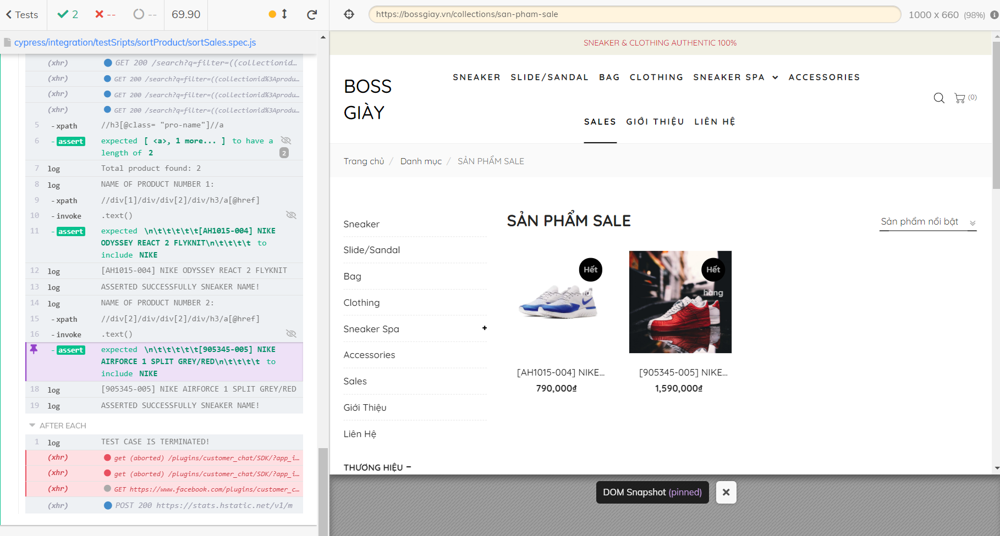 Tests
2
--
--
69.90
https://bossgiay.vn/collections/san-pham-sale
1000 x 660 (98%)
cypress/integration/testSripts/sortProduct/sortSales.spec.js
(xhr) GET 200 /search?q=filter=((collectionid...
(xhr) GET 200 /search?q=filter=((collectionid%3Aprodu...
(xhr) GET 200 /search?q=filter=((collectionid%3Aprodu...
(xhr) GET 200 /search?q=filter=((collectionid%3Aprodu...
5 -xpath //h3[@class= "pro-name"]//a
6 -assert expected [ <a>, 1 more... ] to have a
length of 2
2
7 log Total product found: 2
8 log NAME OF PRODUCT NUMBER 1:
9 -xpath //div[1]/div/div[2]/div/h3/a[@href]
10 -invoke .text()
11 -assert expected \n\t\t\t\t\t[AH1015-004] NIKE
ODYSSEY REACT 2 FLYKNIT\n\t\t\t\t to
include NIKE
12 log [AH1015-004] NIKE ODYSSEY REACT 2 FLYKNIT
13 log ASSERTED SUCCESSFULLY SNEAKER NAME!
14 log NAME OF PRODUCT NUMBER 2:
15 -xpath //div[2]/div/div[2]/div/h3/a[@href]
16 -invoke .text()
-assert expected \n\t\t\t\t\t[905345-005] NIKE
AIRFORCE 1 SPLIT GREY/RED\n\t\t\t\t to
include NIKE
18 log [905345-005] NIKE AIRFORCE 1 SPLIT GREY/RED
19 log ASSERTED SUCCESSFULLY SNEAKER NAME!
AFTER EACH
1 log TEST CASE IS TERMINATED!
(xhr) get (aborted) /plugins/customer_chat/SDK/?app_i...
(xhr) get (aborted) /plugins/customer_chat/SDK/?app_i...
(xhr) GET https://www.facebook.com/plugins/customer_c...
(xhr) POST 200 https://stats.hstatic.net/v1/m
SNEAKER & CLOTHING AUTHENTIC 100%
BOSS
GIÀY
SNEAKER SLIDE/SANDAL BAG CLOTHING SNEAKER SPA ACCESSORIES
(0)
SALES GIỚI THIỆU LIÊN HỆ
Trang chủ / Danh mục / SẢN PHẨM SALE
Sneaker
Slide/Sandal
Bag
Clothing
Sneaker Spa +
Accessories
Sales
Giới Thiệu
Liên Hệ
THƯƠNG HIỆU –
SẢN PHẨM SALE
Sản phẩm nổi bật
Hết
Hết
hàng
[AH1015-004] NIKE...
790,000₫
[905345-005] NIKE...
1,590,000₫
DOM Snapshot (pinned)